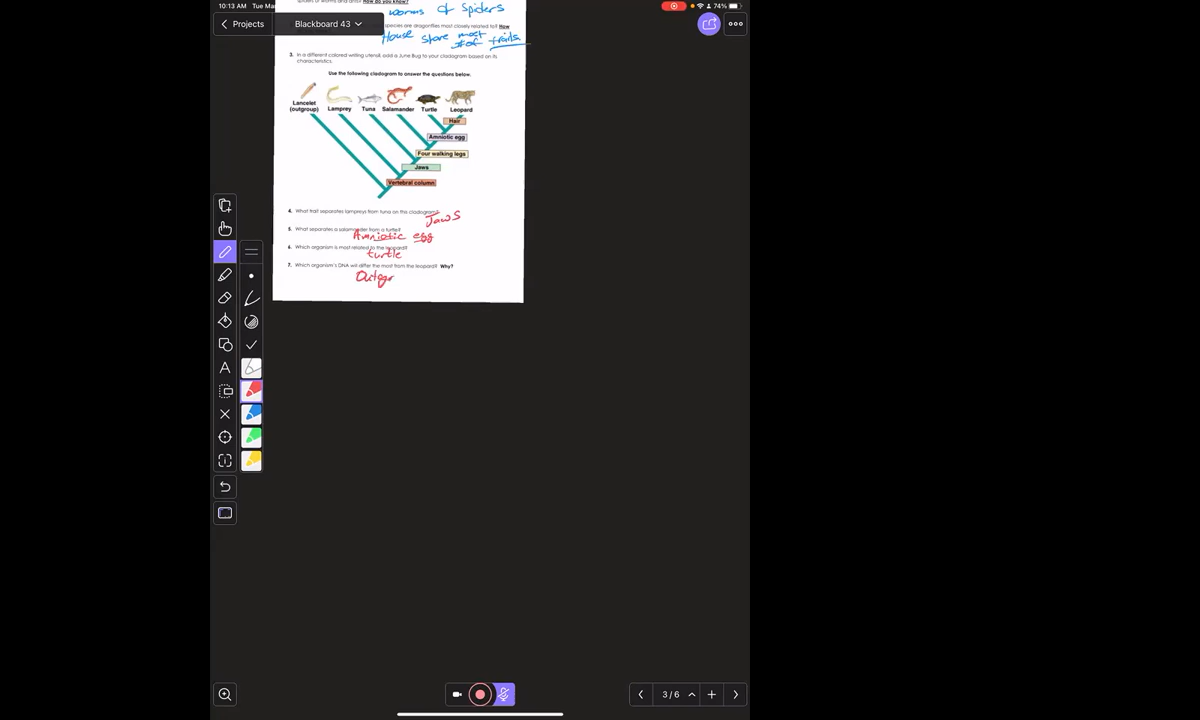 10:13 AM Tue Ma
74%
Projects
Blackboard 43
How do you know?
worms & spiders
species are dragonflies most closely related to? How
House share most
# of traits
3. In a different colored writing utensil, add a June Bug to your cladogram based on its
characteristics.
Use the following cladogram to answer the questions below.
Lancelet
(outgroup)
Lamprey
Tuna
Salamander
Turtle
Leopard
Hair
Amniotic egg
Four walking legs
Jaws
Vertebral column
4. What trait separates lampreys from tuna on this cladogram?
Jaws
5. What separates a salamander from a turtle?
Amniotic egg
6. Which organism is most related to the leopard?
turtle
7. Which organism's DNA will differ the most from the leopard? Why?
Outgr
A
3 / 6